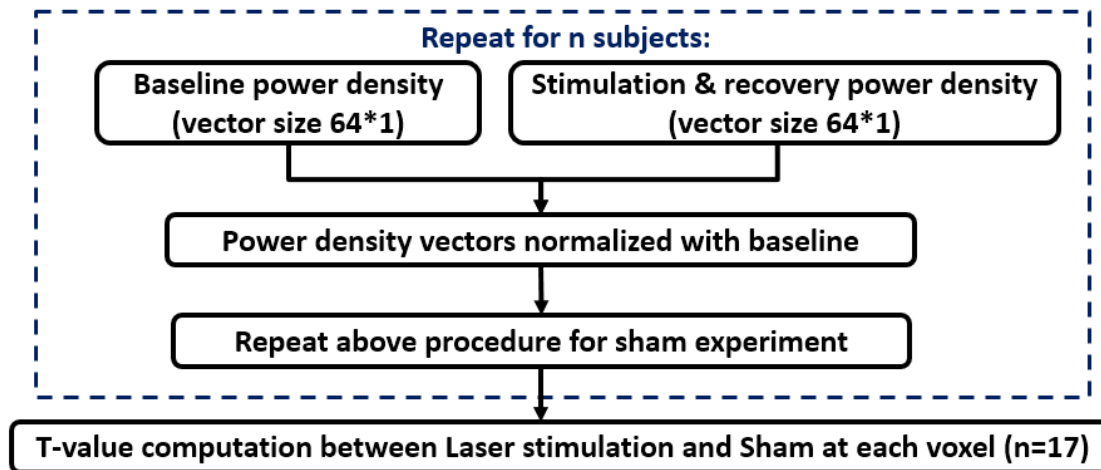 Repeat for n subjects:
Baseline power density
(vector size 64*1)
Stimulation & recovery power density
(vector size 64*1)
Power density vectors normalized with baseline
Repeat above procedure for sham experiment
T-value computation between Laser stimulation and Sham at each voxel (n=17)